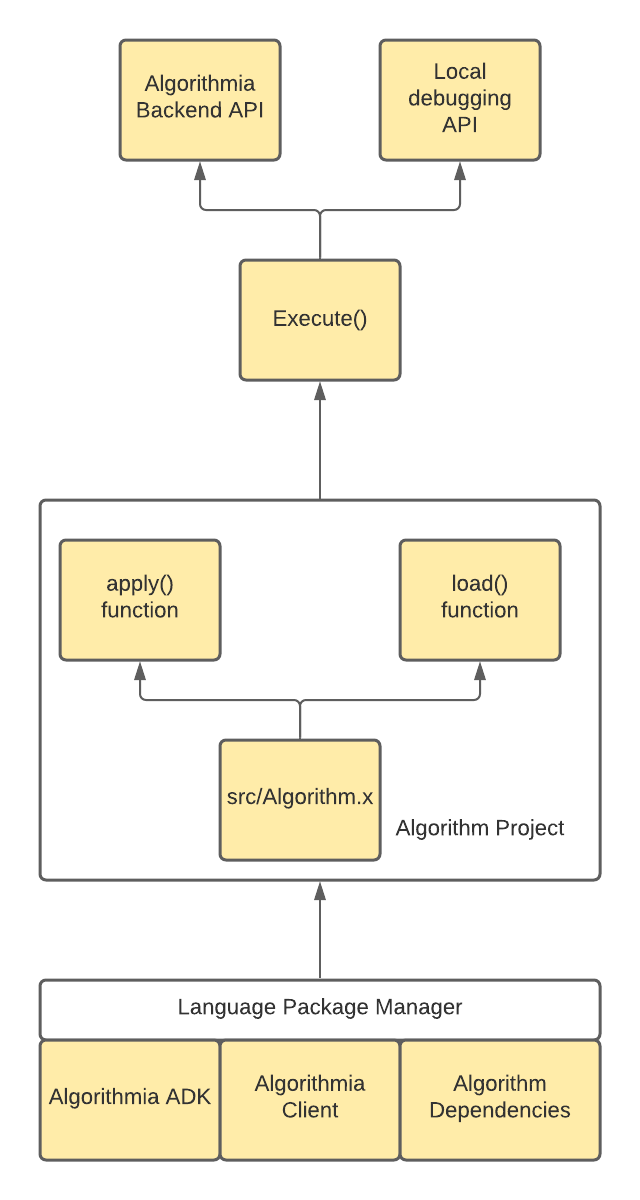 Algorithmia
Backend API
Local
debugging
API
Execute()
apply()
function
load()
function
src/Algorithm.x
Algorithm Project
Language Package Manager
Algorithmia ADK
Algorithmia
Client
Algorithm
Dependencies